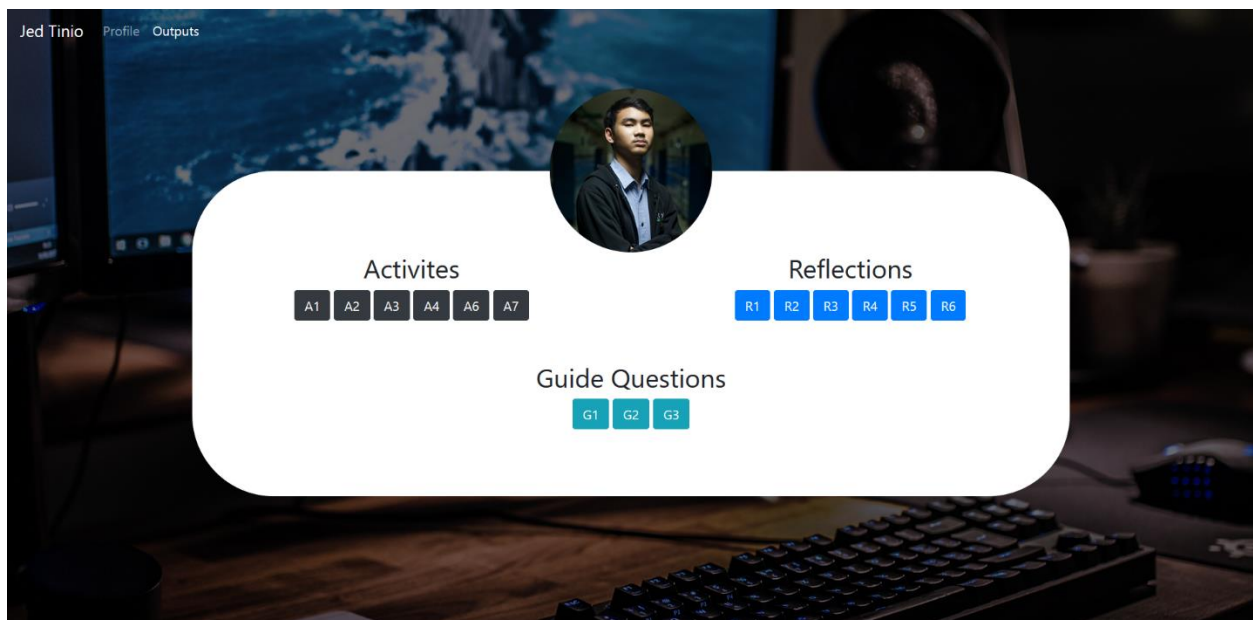 Jed Tinio Profile Outputs
Activites
A1 A2 A3 A4 A6 A7
Reflections
R1 R2 R3 R4 R5 R6
Guide Questions
G1 G2 G3